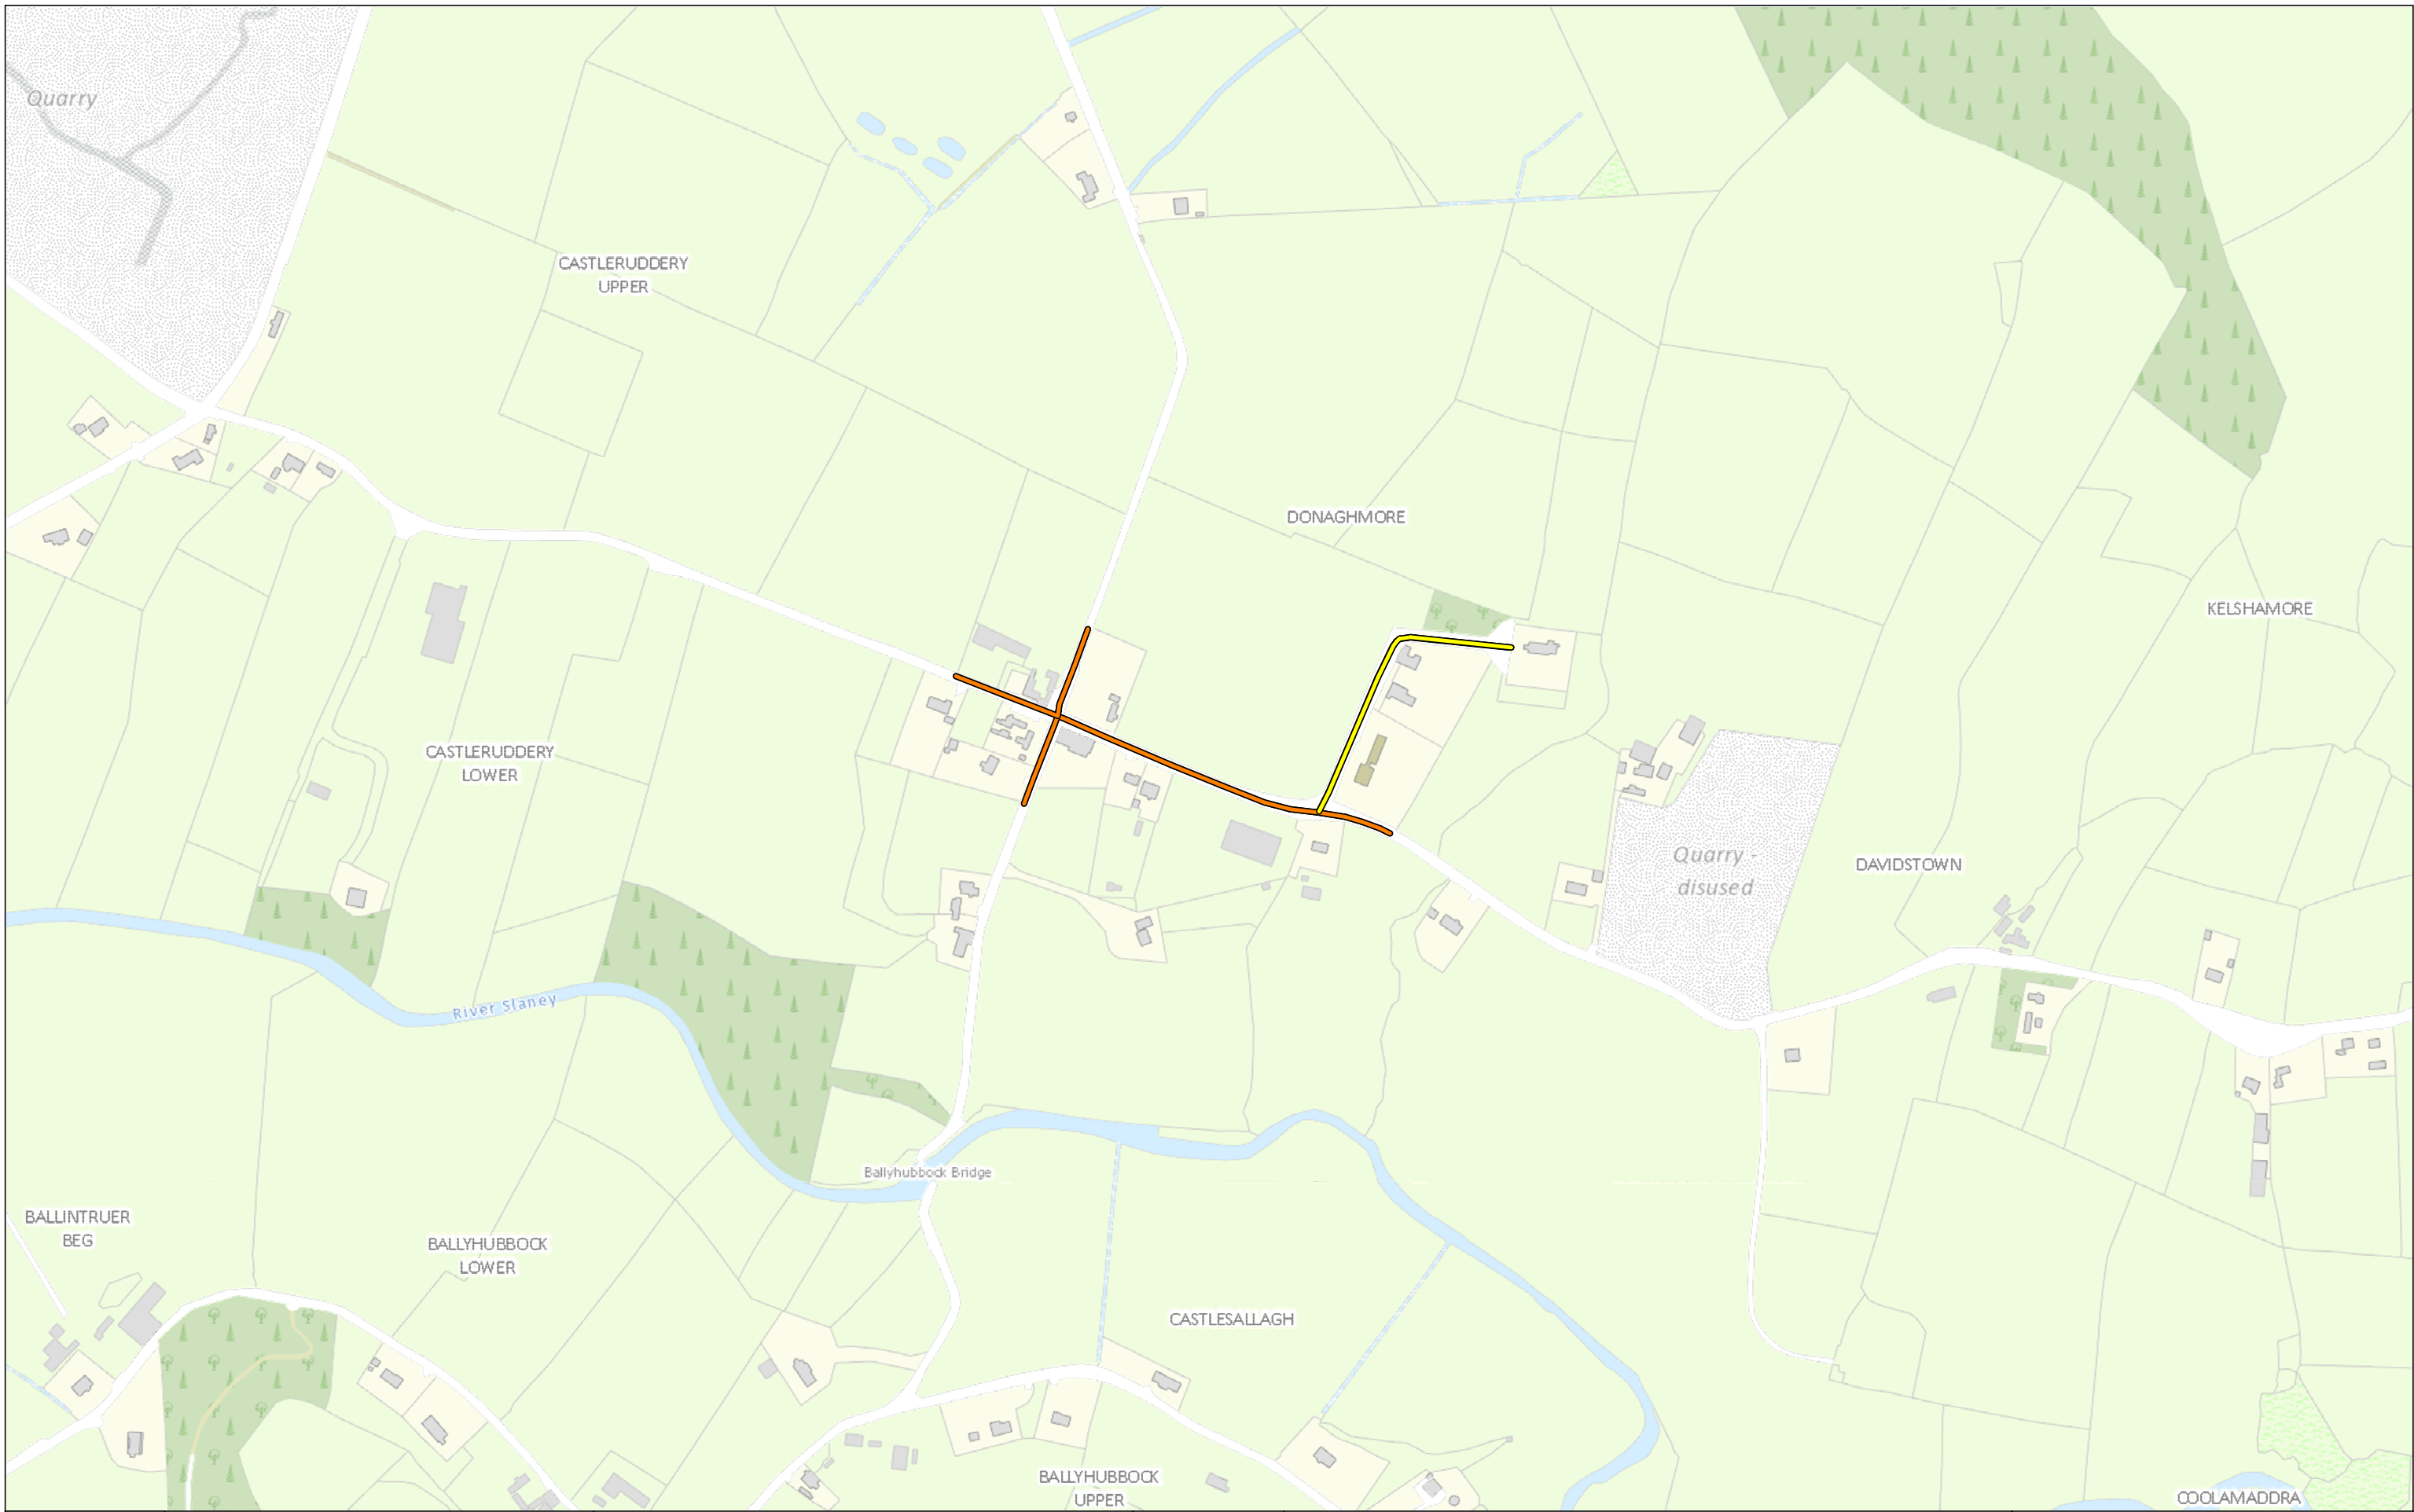 Quarry
CASTLERUDDERY
UPPER
DONAGHMORE
KELSHAMORE
CASTLERUDDERY
LOWER
Quarry -
disused
DAVIDSTOWN
River Slaney
Ballyhubbock Bridge
BALLINTRUER
BEG
BALLYHUBBOCK
LOWER
CASTLESALLAGH
BALLYHUBBOCK
UPPER
COOLAMADDRA